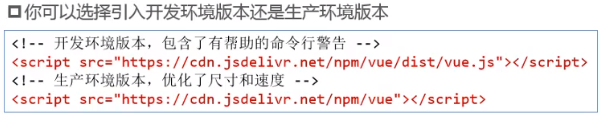 你可以选择引入开发环境版本还是生产环境版本
<!-- 开发环境版本，包含了有帮助的命令行警告 -->
<script src="https://cdn.jsdelivr.net/npm/vue/dist/vue.js"></script>
<!-- 生产环境版本，优化了尺寸和速度 -->
<script src="https://cdn.jsdelivr.net/npm/vue"></script>